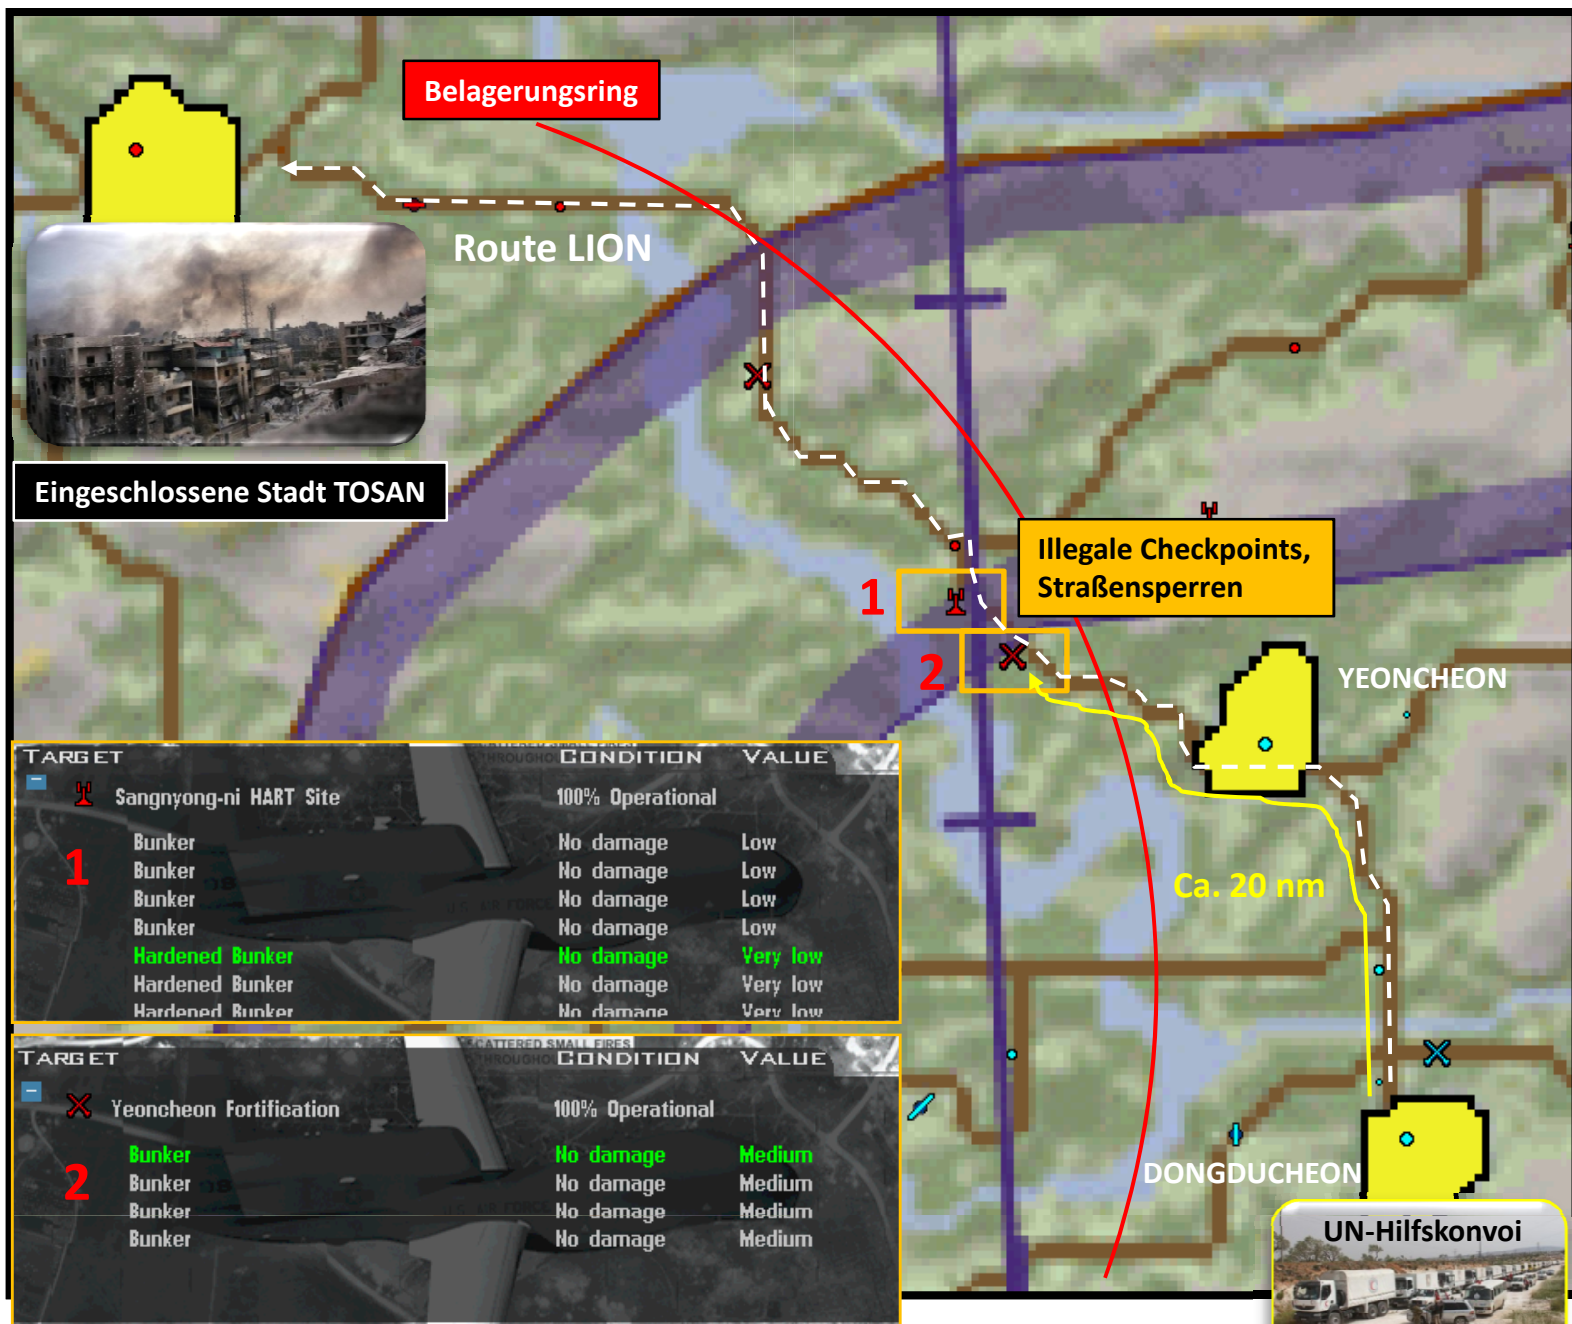 Belagerungsring
Route LION
Eingeschlossene Stadt TOSAN
Illegale Checkpoints,
Straßensperren
1
2
YEONCHEON
Ca. 20 nm
DONGDUCHEON
UN-Hilfskonvoi
TARGET CONDITION VALUE
Sangnyong-ni HART Site 100% Operational
1
Bunker No damage Low
Bunker No damage Low
Bunker No damage Low
Bunker No damage Low
Hardened Bunker No damage Very low
Hardened Bunker No damage Very low
Hardened Bunker No damage Very low
SCATTERED SMALL FIRES
TARGET CONDITION VALUE
Yeoncheon Fortification 100% Operational
2
Bunker No damage Medium
Bunker No damage Medium
Bunker No damage Medium
Bunker No damage Medium